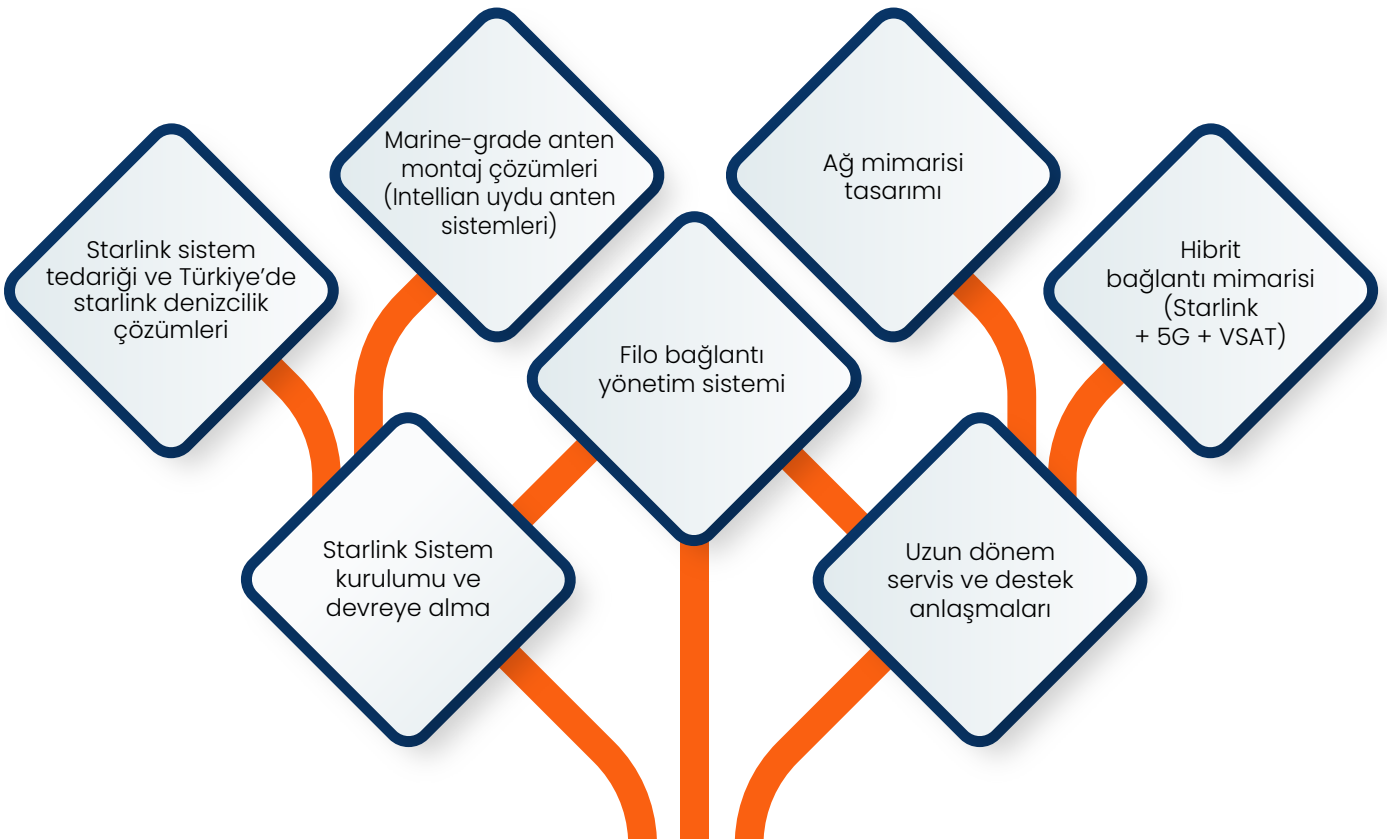 Marine-grade anten
montaj çözümleri
(Intellian uydu anten
sistemleri)
Ağ mimarisi
tasarımı
Starlink sistem
tedariği ve Türkiye’de
starlink denizcilik
çözümleri
Hibrit
bağlantı mimarisi
(Starlink
+ 5G + VSAT)
Filo bağlantı
yönetim sistemi
Starlink Sistem
kurulumu ve
devreye alma
Uzun dönem
servis ve destek
anlaşmaları